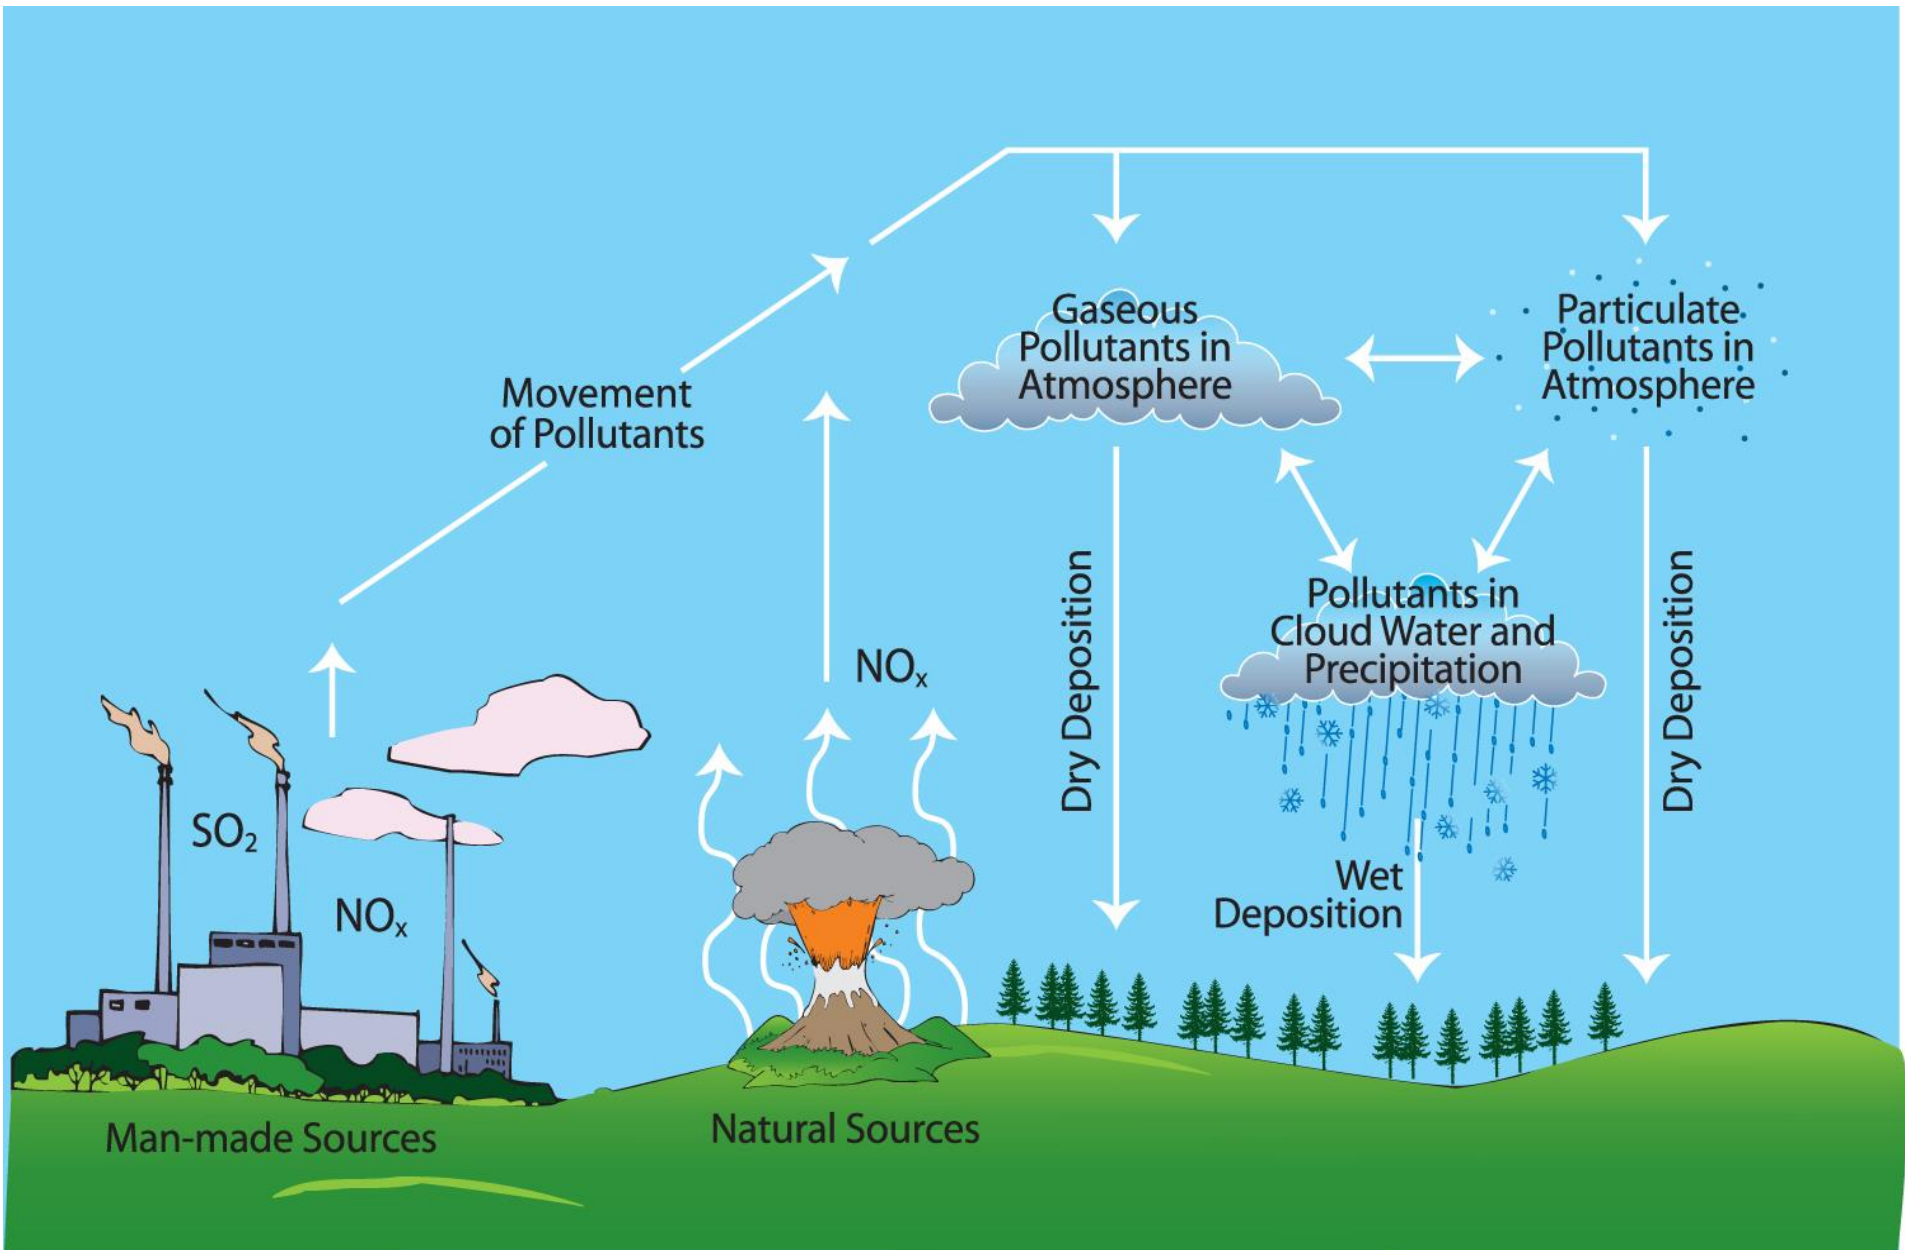 Gaseous
Pollutants in
Atmosphere
Particulate
Pollutants in
Atmosphere
Movement
of Pollutants
Dry Deposition
Pollutants in
Cloud Water and
Precipitation
Dry Deposition
NOₓ
SO₂
NOₓ
Wet
Deposition
Man-made Sources
Natural Sources